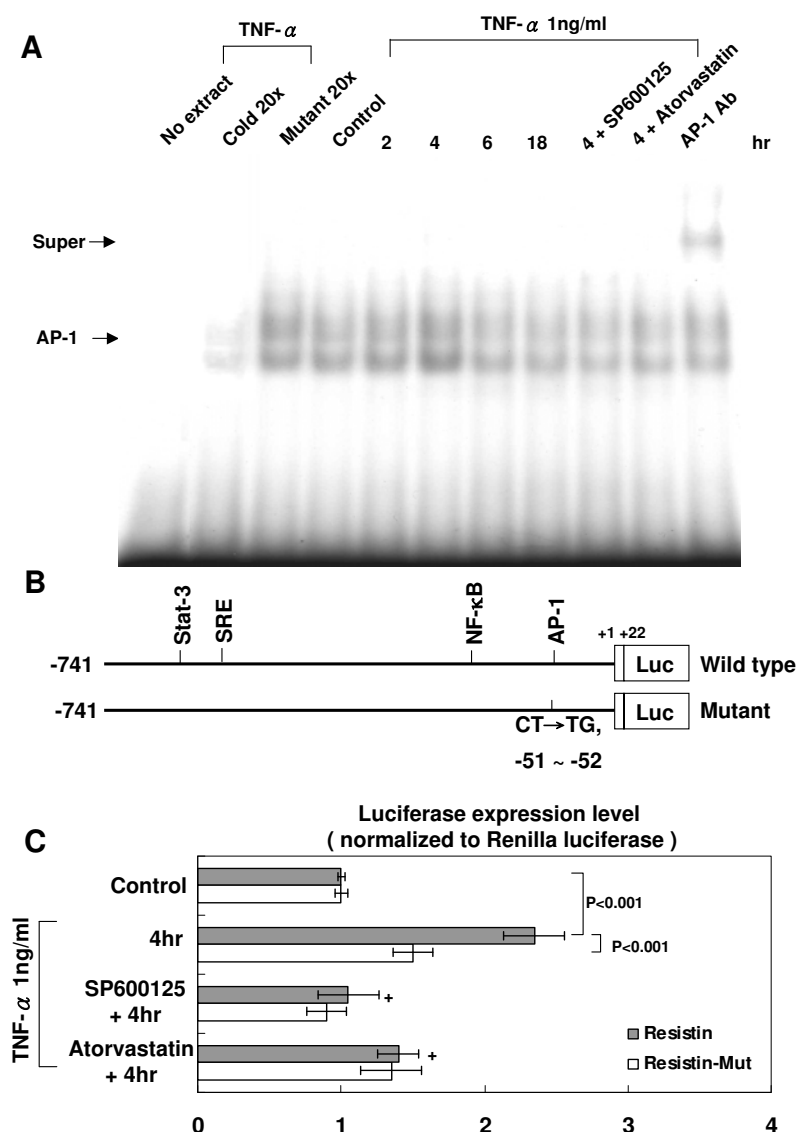 A
TNF-α
TNF-α 1ng/ml
No extract
Cold 20x
Mutant 20x
Control
2
4
6
18
4 + SP600125
4 + Atorvastatin
AP-1 Ab
hr
Super
AP-1
B
Stat-3
SRE
NF-κB
AP-1
+1 +22
-741
Luc
Wild type
-741
Luc
Mutant
CT→TG,
-51 ~ -52
C
Luciferase expression level
( normalized to Renilla luciferase )
TNF-α 1ng/ml
Control
P<0.001
4hr
P<0.001
SP600125
+ 4hr
+
Atorvastatin
+ 4hr
+
Resistin
Resistin-Mut
0 1 2 3 4